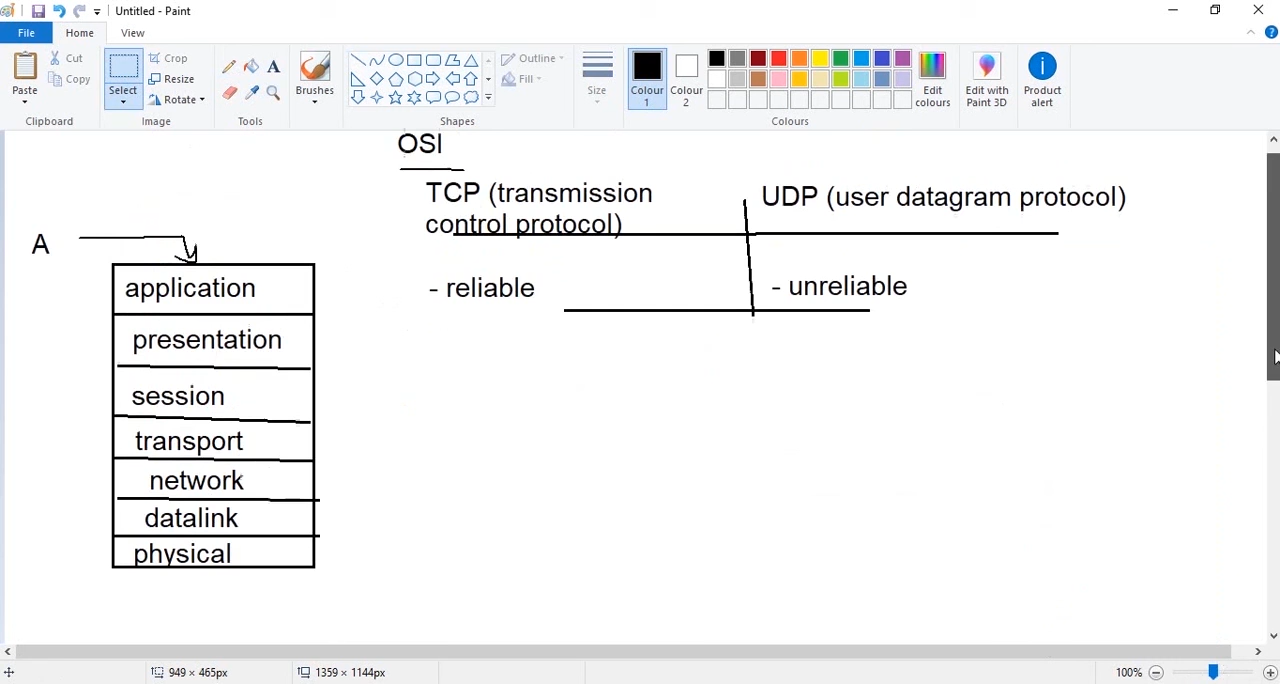 Untitled - Paint
File
Home
View
Paste
Cut
Copy
Clipboard
Select
Crop
Resize
Rotate
Image
A
Tools
Brushes
Outline
Fill
Shapes
Size
Colour 1
Colour 2
Edit colours
Edit with Paint 3D
Product alert
Colours
OSI
TCP (transmission
control protocol)
UDP (user datagram protocol)
A
- reliable
- unreliable
application
presentation
session
transport
network
datalink
physical
949 × 465px
1359 × 1144px
100%